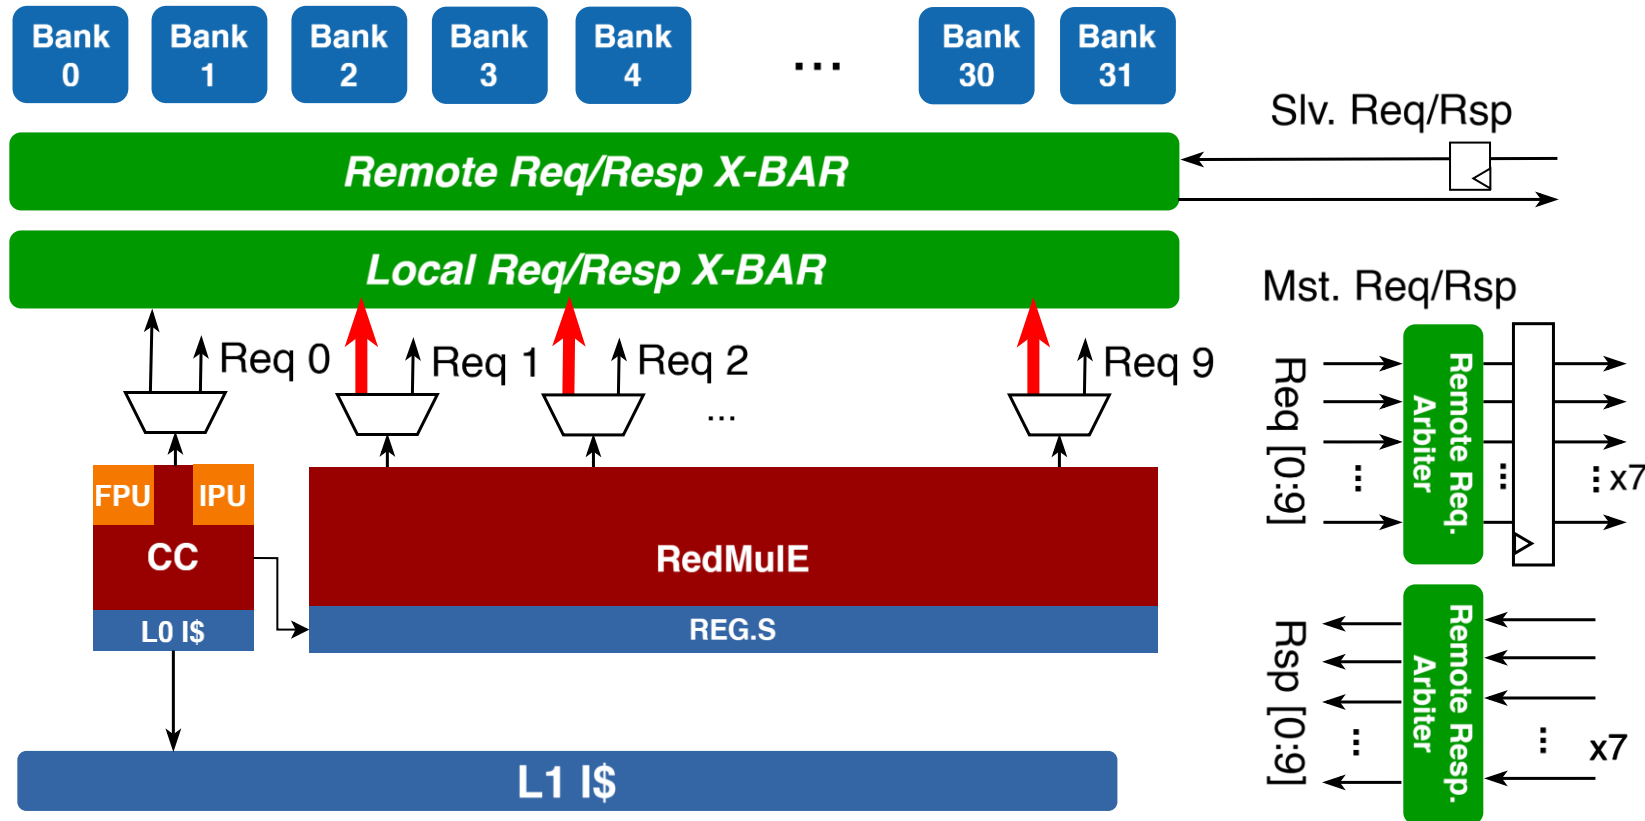 Bank 0
Bank 1
Bank 2
Bank 3
Bank 4
...
Bank 30
Bank 31
Slv. Req/Rsp
Remote Req/Resp X-BAR
Local Req/Resp X-BAR
Mst. Req/Rsp
Req 0
Req 1
Req 2
...
Req 9
Req [0:9]
...
Remote Req.
Arbiter
...
... x7
FPU
IPU
CC
L0 I$
RedMulE
REG.S
Rsp [0:9]
...
Remote Resp.
Arbiter
... x7
L1 I$